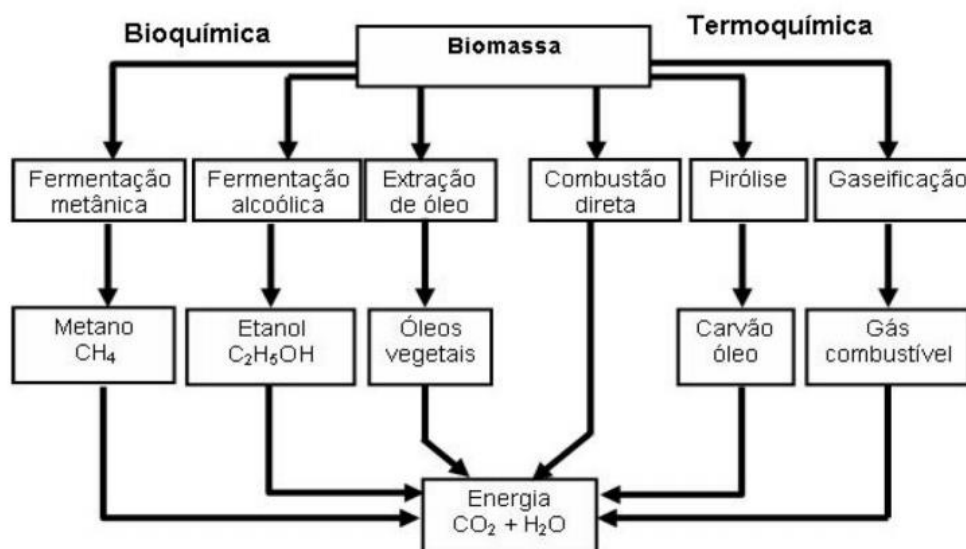 Bioquímica
Biomassa
Termoquímica
Fermentação
metânica
Fermentação
alcoólica
Extração
de óleo
Combustão
direta
Pirólise
Gaseificação
Metano
CH₄
Etanol
C₂H₅OH
Óleos
vegetais
Carvão
óleo
Gás
combustível
Energia
CO₂ + H₂O